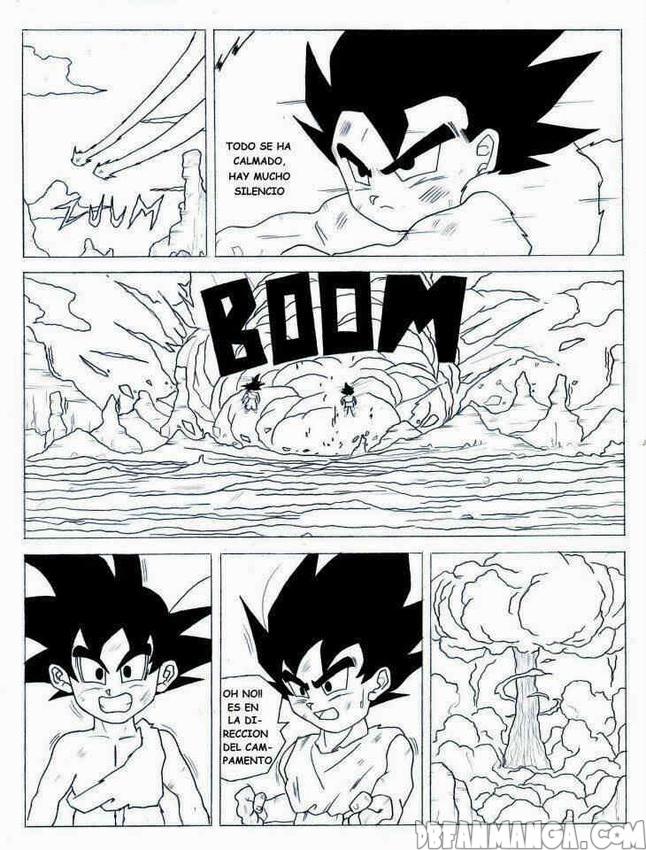 ZUUM
TODO SE HA
CALMADO,
HAY MUCHO
SILENCIO
BOOM
OH NO!!
ES EN
LA DI-
RECCION
DEL CAM-
PAMENTO
DBFANMANGA.COM